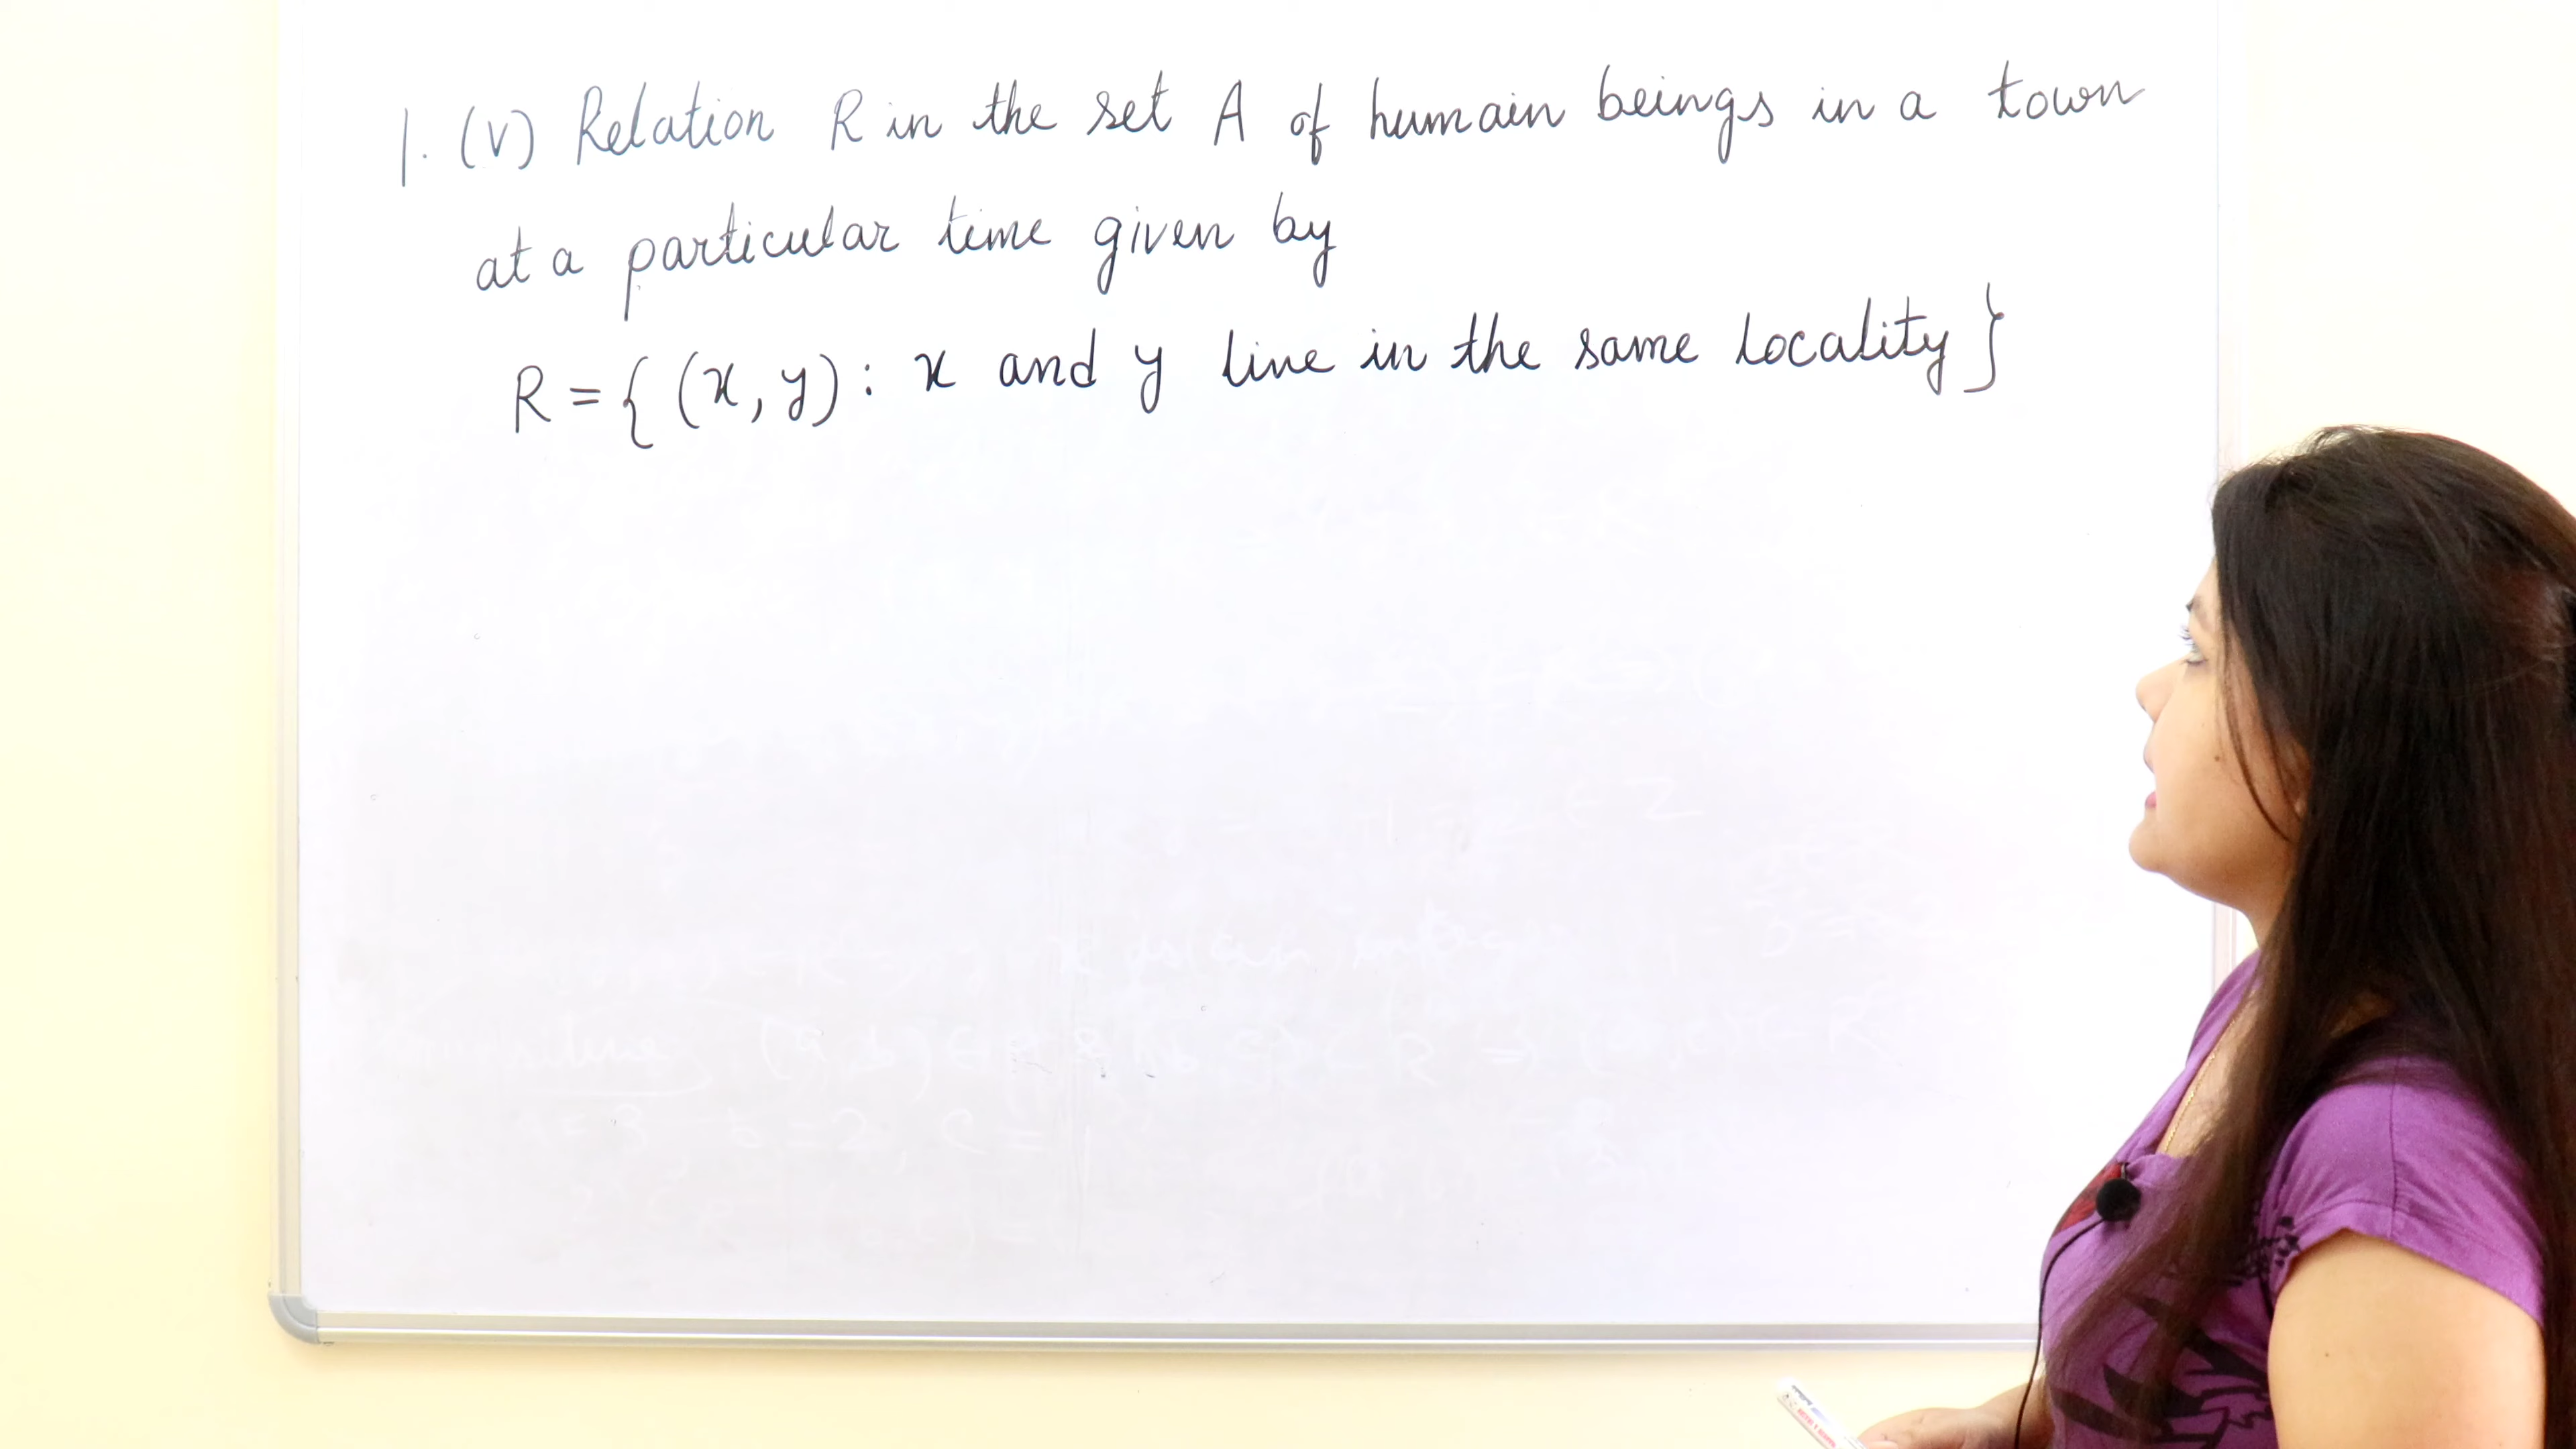 1. (v) Relation R in the set A of humain beings in a town
at a particular time given by
R = { (x, y) : x and y live in the same locality }